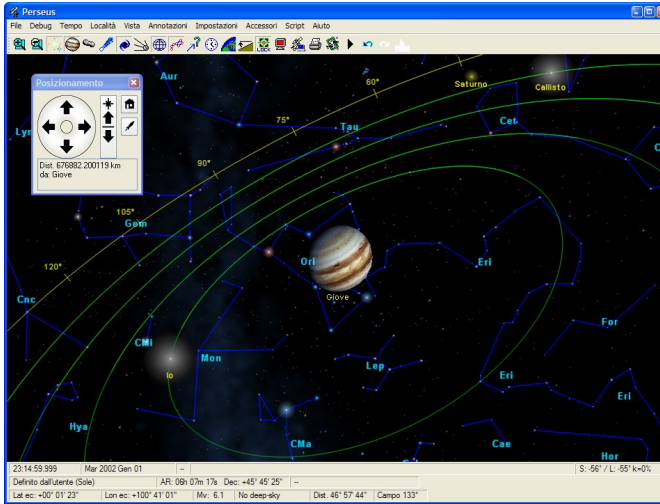 Perseus
File Debug Tempo Località Vista Annotazioni Impostazioni Accessori Script Aiuto
LOCK
Posizionamento
Dist. 676882.200119 km
da: Giove
Aur
60°
Saturno
Callisto
Lyn
75°
Tau
Cet
90°
105°
Gem
120°
Ori
Eri
Giove
Cnc
For
CMi
Mon
Io
Lep
Eri
Eri
Hya
CMa
Cae
Hor
23:14:59.999 Mar 2002 Gen 01 -- S: -56° / L: -55° k=0%
Definito dall'utente (Sole) AR: 06h 07m 17s Dec: +45° 45' 25" --
Lat ec: +00° 01' 23" Lon ec: +100° 41' 01" Mv: 6.1 No deep-sky Dist. 46° 57' 44" Campo 133°